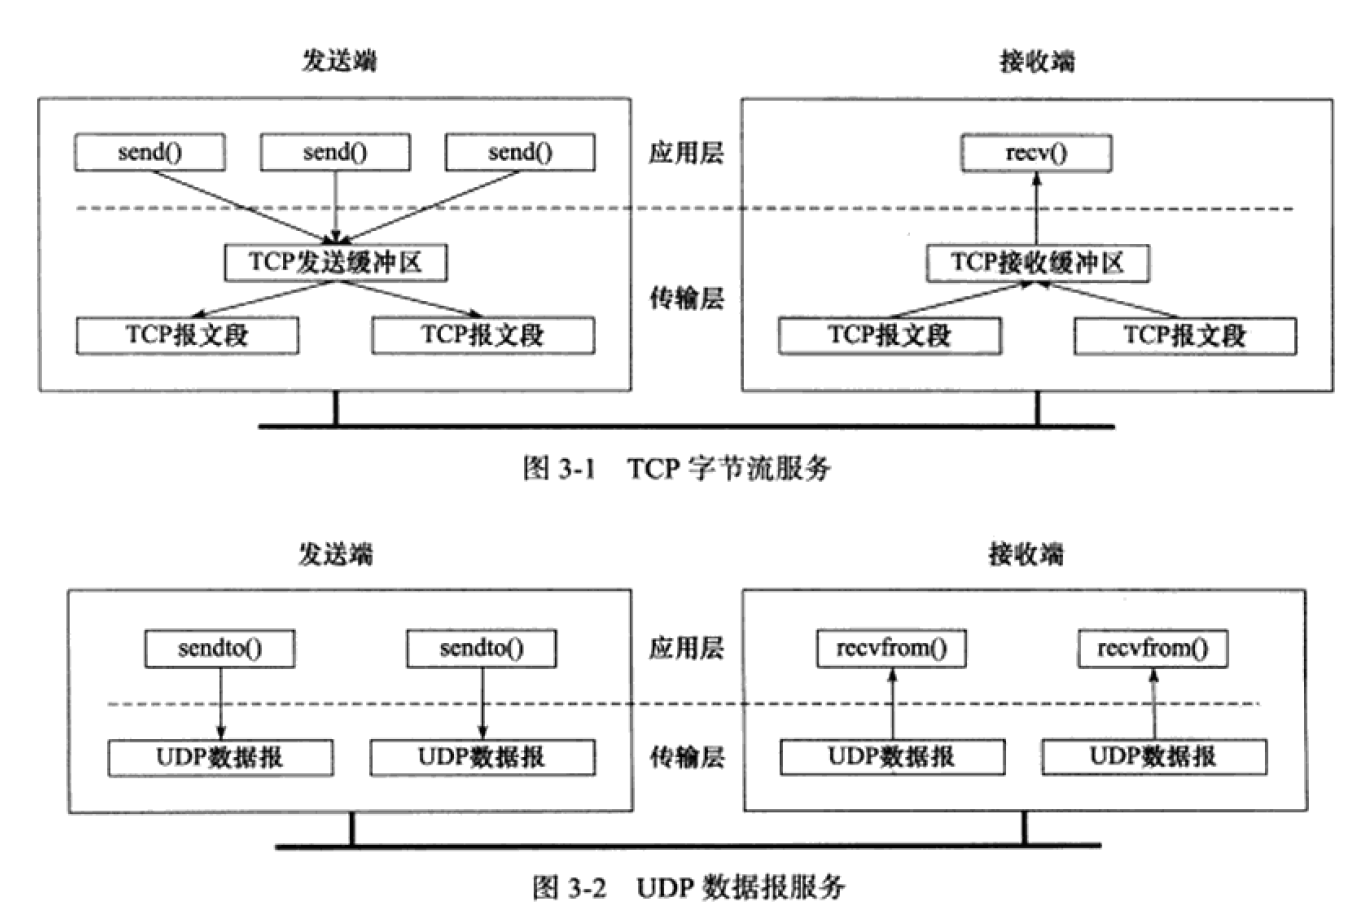 发送端 接收端
send() send() send() 应用层 recv()
TCP发送缓冲区 TCP接收缓冲区
传输层
TCP报文段 TCP报文段 TCP报文段 TCP报文段
图 3-1 TCP 字节流服务
发送端 接收端
sendto() sendto() 应用层 recvfrom() recvfrom()
UDP数据报 UDP数据报 传输层 UDP数据报 UDP数据报
图 3-2 UDP 数据报服务